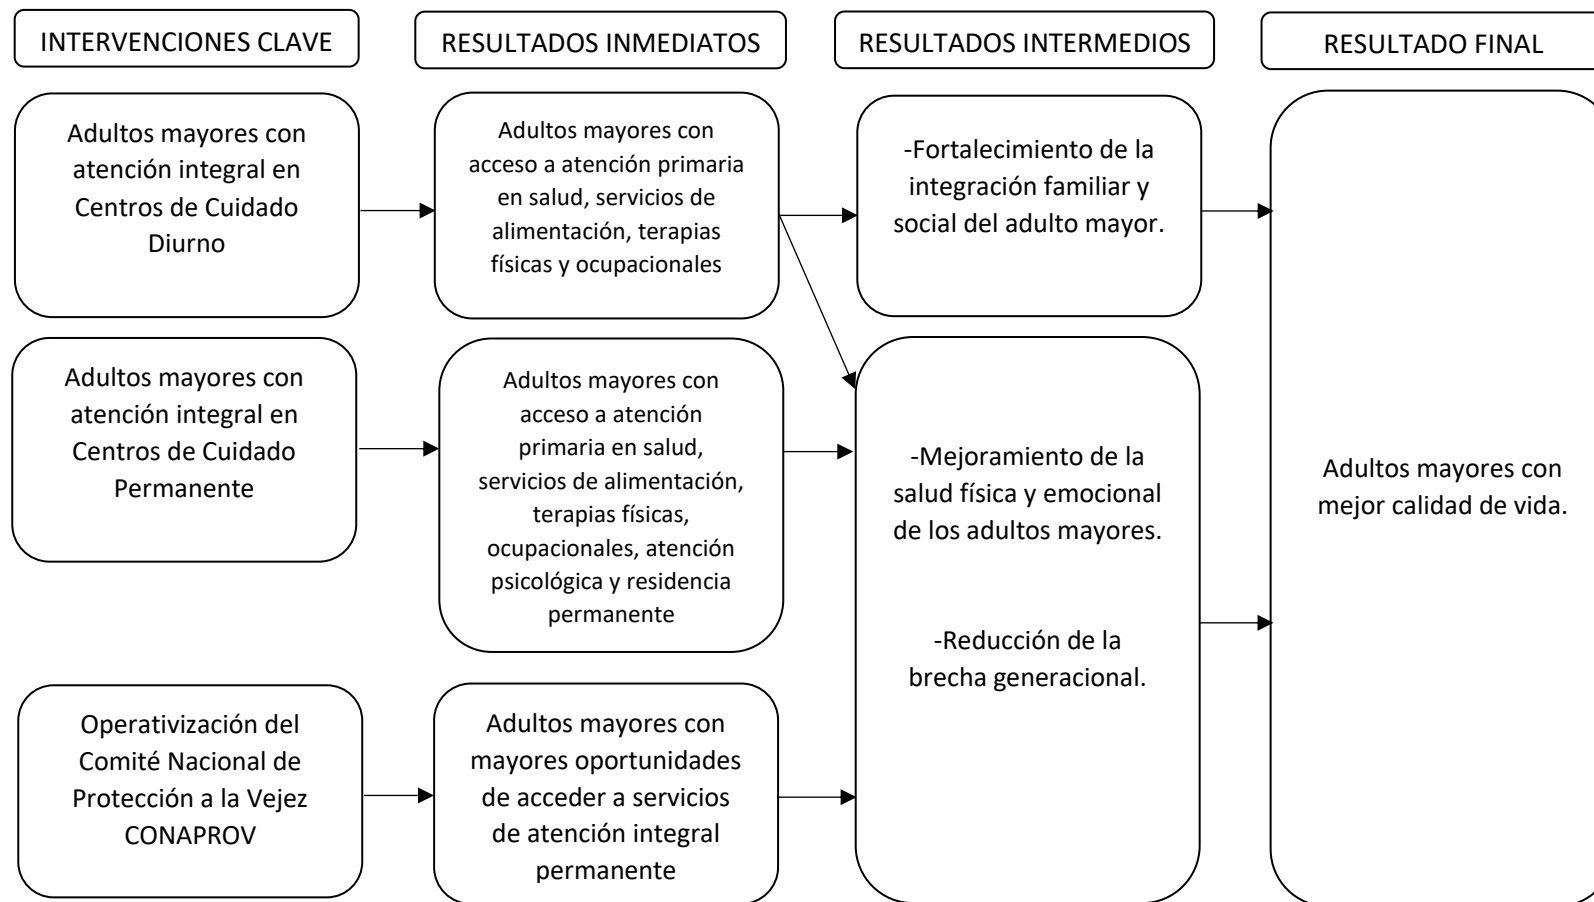 INTERVENCIONES CLAVE
RESULTADOS INMEDIATOS
RESULTADOS INTERMEDIOS
RESULTADO FINAL
Adultos mayores con
atención integral en
Centros de Cuidado
Diurno
Adultos mayores con
acceso a atención primaria
en salud, servicios de
alimentación, terapias
físicas y ocupacionales
-Fortalecimiento de la
integración familiar y
social del adulto mayor.
Adultos mayores con
atención integral en
Centros de Cuidado
Permanente
Adultos mayores con
acceso a atención
primaria en salud,
servicios de alimentación,
terapias físicas,
ocupacionales, atención
psicológica y residencia
permanente
-Mejoramiento de la
salud física y emocional
de los adultos mayores.
-Reducción de la
brecha generacional.
Adultos mayores con
mejor calidad de vida.
Operativización del
Comité Nacional de
Protección a la Vejez
CONAPROV
Adultos mayores con
mayores oportunidades
de acceder a servicios
de atención integral
permanente